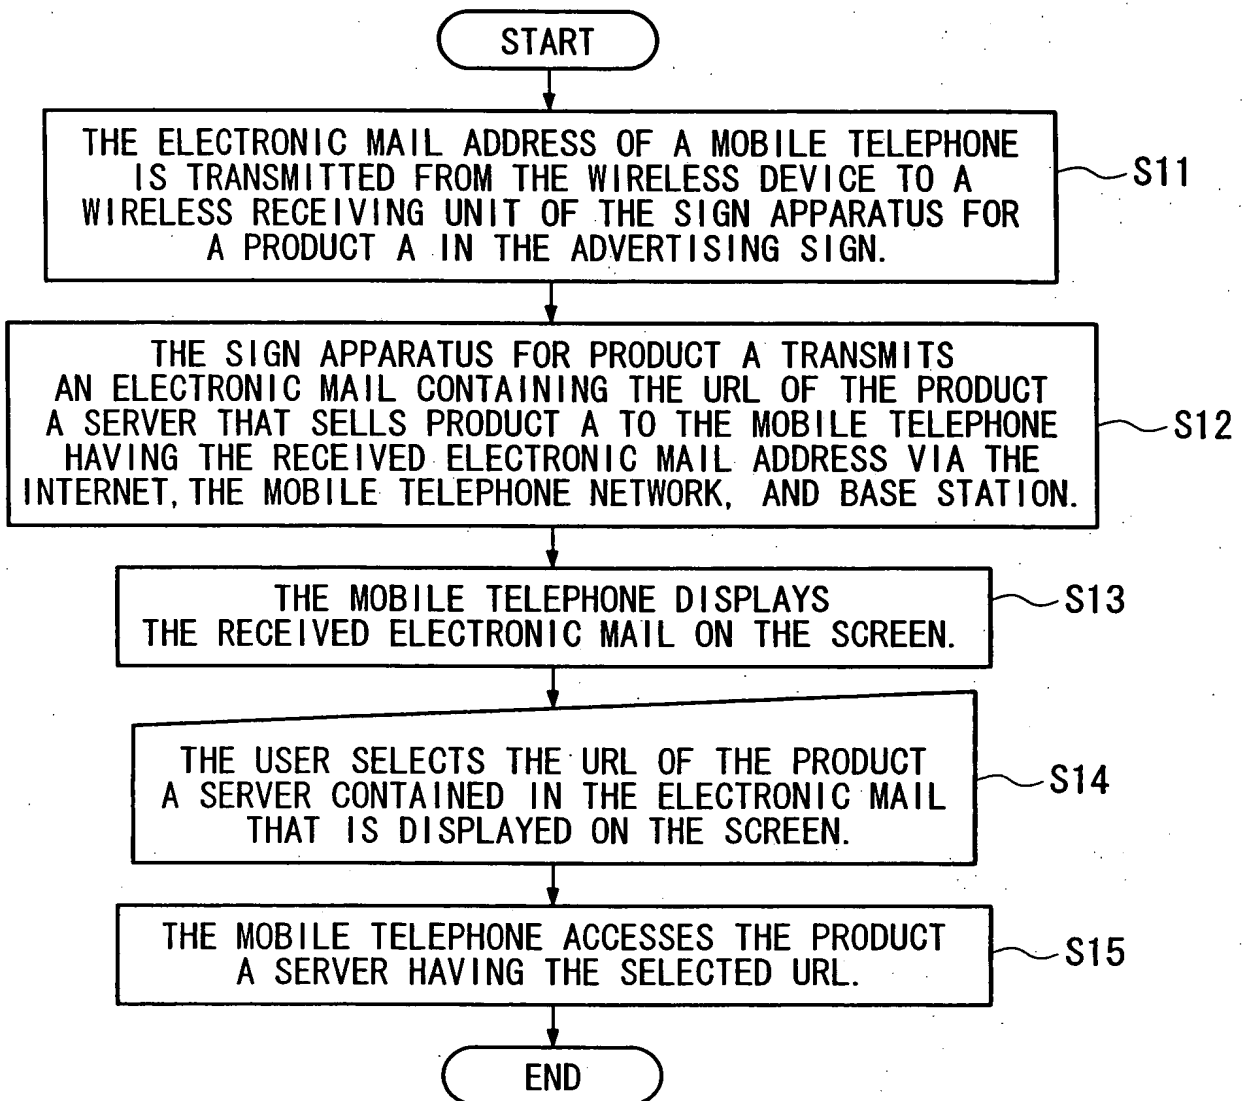 START
THE ELECTRONIC MAIL ADDRESS OF A MOBILE TELEPHONE
IS TRANSMITTED FROM THE WIRELESS DEVICE TO A
WIRELESS RECEIVING UNIT OF THE SIGN APPARATUS FOR
A PRODUCT A IN THE ADVERTISING SIGN.
S11
THE SIGN APPARATUS FOR PRODUCT A TRANSMITS
AN ELECTRONIC MAIL CONTAINING THE URL OF THE PRODUCT
A SERVER THAT SELLS PRODUCT A TO THE MOBILE TELEPHONE
HAVING THE RECEIVED ELECTRONIC MAIL ADDRESS VIA THE
INTERNET, THE MOBILE TELEPHONE NETWORK, AND BASE STATION.
S12
THE MOBILE TELEPHONE DISPLAYS
THE RECEIVED ELECTRONIC MAIL ON THE SCREEN.
S13
THE USER SELECTS THE URL OF THE PRODUCT
A SERVER CONTAINED IN THE ELECTRONIC MAIL
THAT IS DISPLAYED ON THE SCREEN.
S14
THE MOBILE TELEPHONE ACCESSES THE PRODUCT
A SERVER HAVING THE SELECTED URL.
S15
END